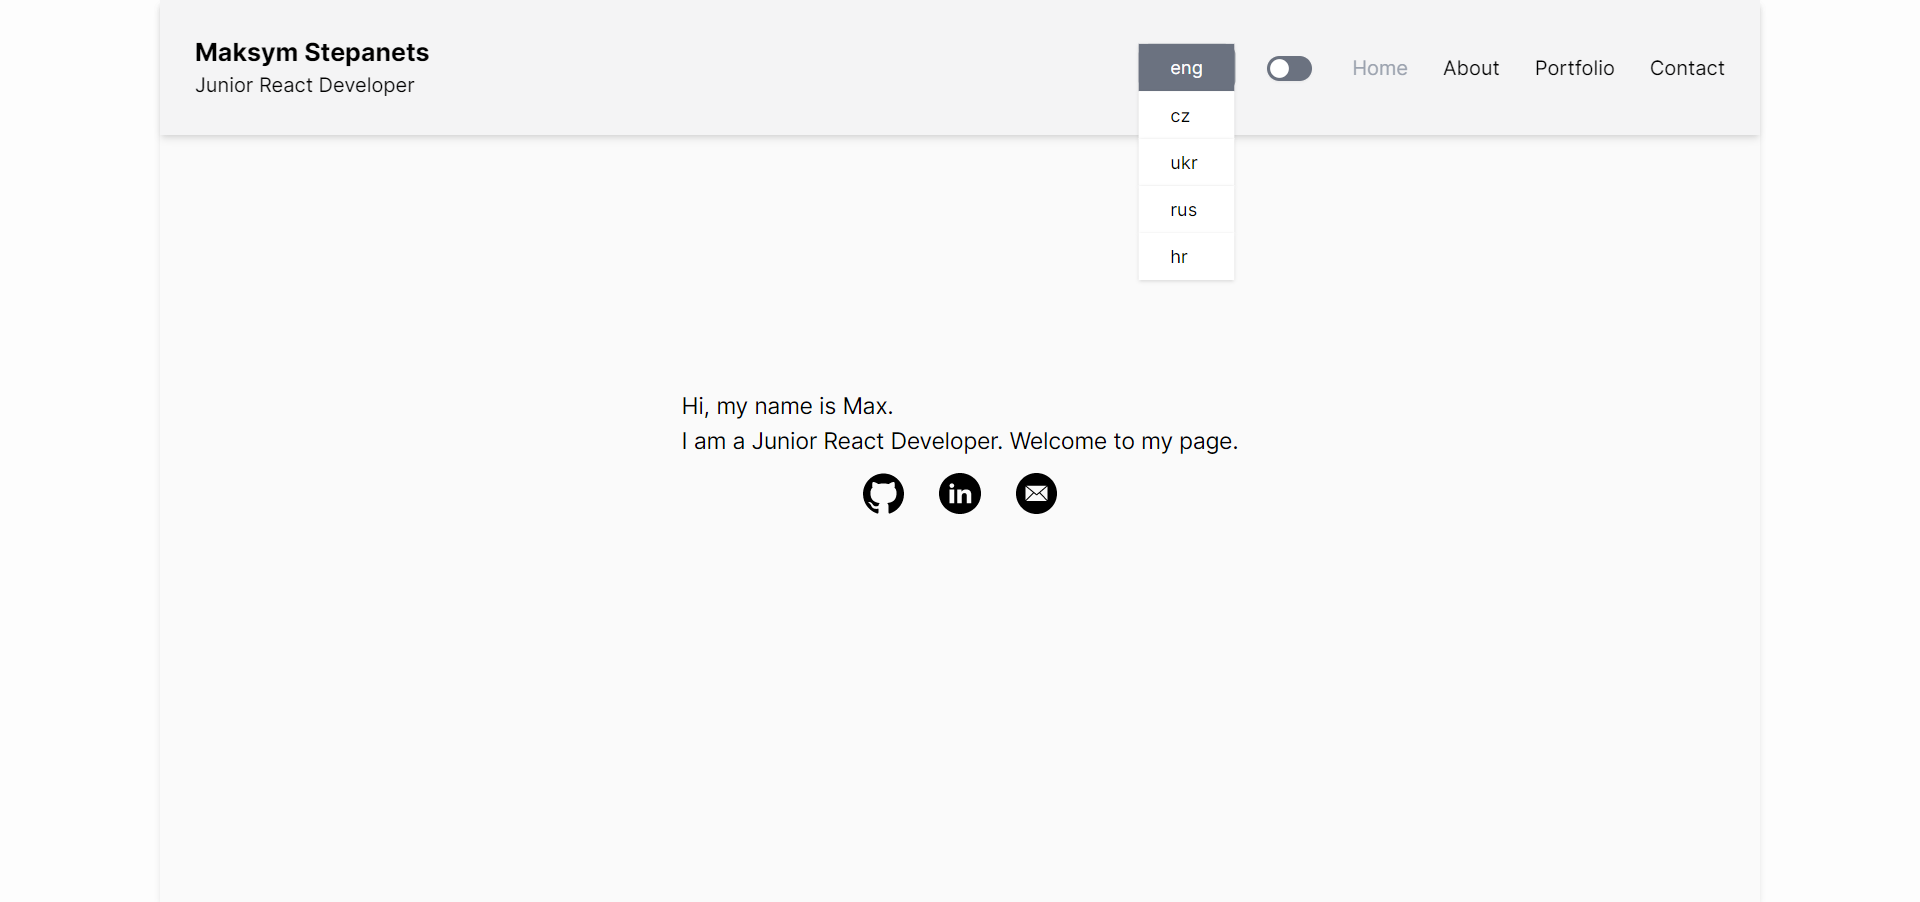 Maksym Stepanets
Junior React Developer
eng
cz
ukr
rus
hr
Home
About
Portfolio
Contact
Hi, my name is Max.
I am a Junior React Developer. Welcome to my page.
in